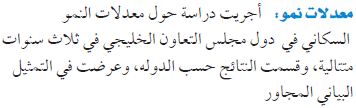 معدلات نمو: أجريت دراسة حول معدلات النمو
السكاني في دول مجلس التعاون الخليجي في ثلاث سنوات
متتالية، وقسمت النتائج حسب الدوله، وعرضت في التمثيل
البياني المجاور